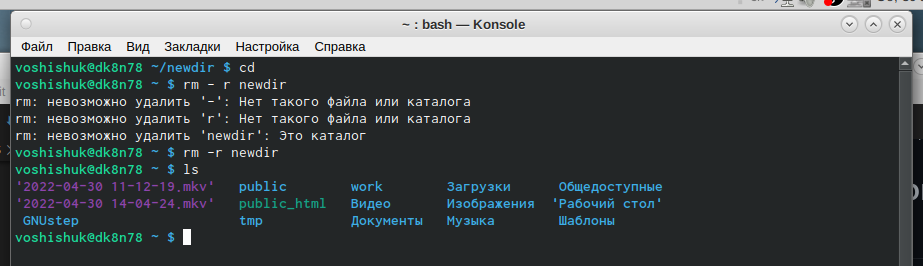 ~ : bash — Konsole
Файл Правка Вид Закладки Настройка Справка
voshishuk@dk8n78 ~/newdir $ cd
voshishuk@dk8n78 ~ $ rm - r newdir
rm: невозможно удалить '-': Нет такого файла или каталога
rm: невозможно удалить 'r': Нет такого файла или каталога
rm: невозможно удалить 'newdir': Это каталог
voshishuk@dk8n78 ~ $ rm -r newdir
voshishuk@dk8n78 ~ $ ls
'2022-04-30 11-12-19.mkv' public work Загрузки Общедоступные
'2022-04-30 14-04-24.mkv' public_html Видео Изображения 'Рабочий стол'
GNUstep tmp Документы Музыка Шаблоны
voshishuk@dk8n78 ~ $